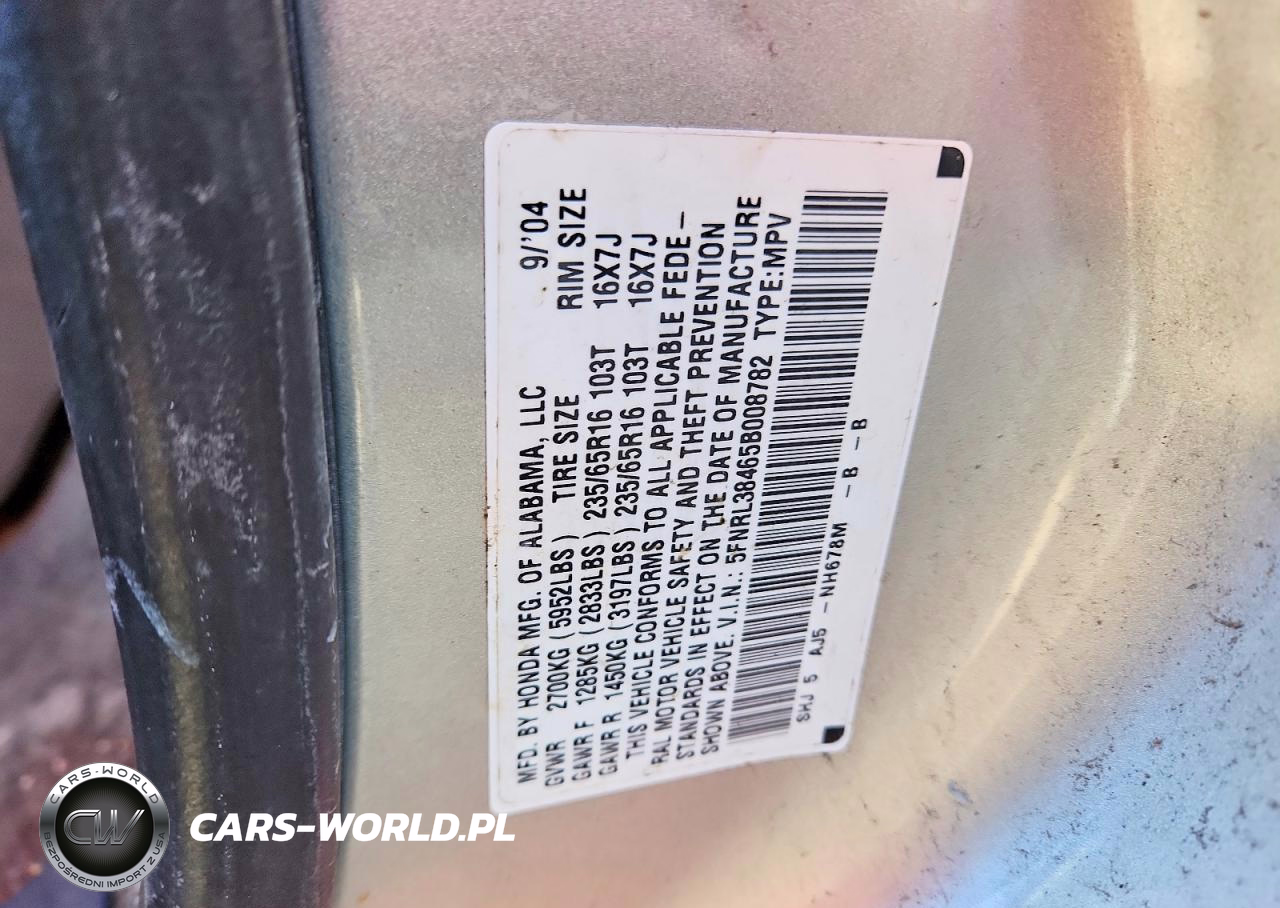 MFD. BY HONDA MFG. OF ALABAMA, LLC 9/'04
GVWR 2700KG (5952LBS) TIRE SIZE RIM SIZE
GAWR F 1285KG (2833LBS) 235/65R16 103T 16X7J
GAWR R 1450KG (3197LBS) 235/65R16 103T 16X7J
THIS VEHICLE CONFORMS TO ALL APPLICABLE FEDE-
RAL MOTOR VEHICLE SAFETY AND THEFT PREVENTION
STANDARDS IN EFFECT ON THE DATE OF MANUFACTURE
SHOWN ABOVE. V.I.N.: 5FNRL38465B008782 TYPE:MPV
SHJ 5 AJ5 -NH678M -B -B
CARS-WORLD
CW
BEZPOŚREDNI IMPORT Z USA
CARS-WORLD.PL